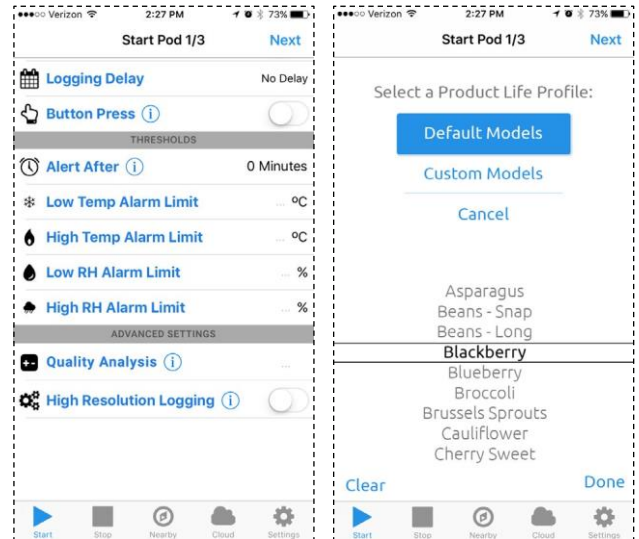 ●●●○○ Verizon 2:27 PM 73%
Start Pod 1/3 Next
Logging Delay No Delay
Button Press i
THRESHOLDS
Alert After i 0 Minutes
Low Temp Alarm Limit ... ºC
High Temp Alarm Limit ... ºC
Low RH Alarm Limit ... %
High RH Alarm Limit ... %
ADVANCED SETTINGS
Quality Analysis i ...
High Resolution Logging i
Start Stop Nearby Cloud Settings
●●●○○ Verizon 2:27 PM 73%
Start Pod 1/3 Next
Select a Product Life Profile:
Default Models
Custom Models
Cancel
Asparagus
Beans - Snap
Beans - Long
Blackberry
Blueberry
Broccoli
Brussels Sprouts
Cauliflower
Cherry Sweet
Clear Done
Start Stop Nearby Cloud Settings